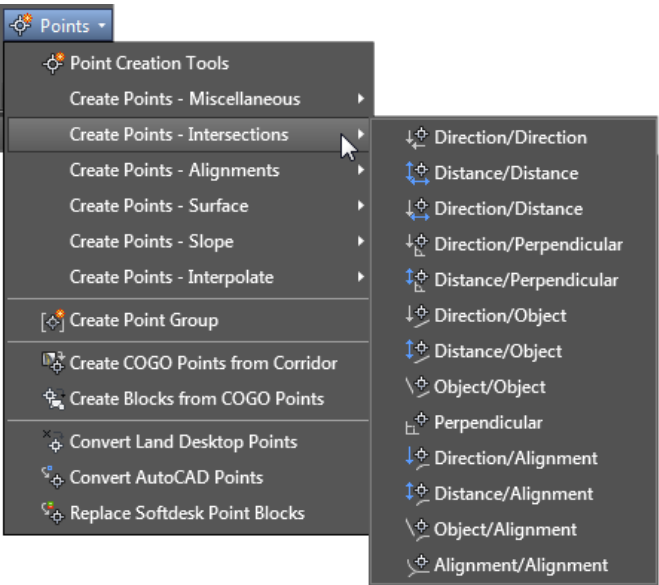 Points
Point Creation Tools
Create Points - Miscellaneous
Create Points - Intersections
Create Points - Alignments
Create Points - Surface
Create Points - Slope
Create Points - Interpolate
Create Point Group
Create COGO Points from Corridor
Create Blocks from COGO Points
Convert Land Desktop Points
Convert AutoCAD Points
Replace Softdesk Point Blocks
Direction/Direction
Distance/Distance
Direction/Distance
Direction/Perpendicular
Distance/Perpendicular
Direction/Object
Distance/Object
Object/Object
Perpendicular
Direction/Alignment
Distance/Alignment
Object/Alignment
Alignment/Alignment